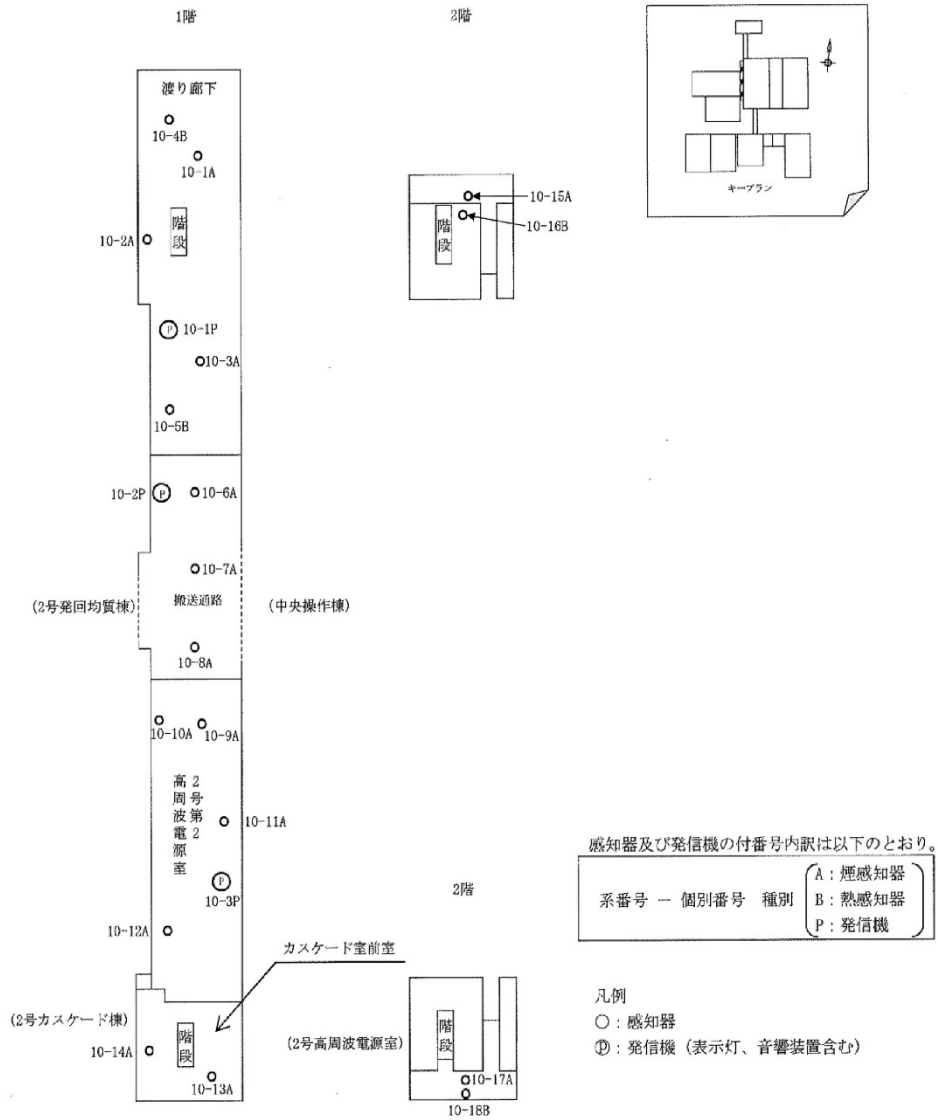 1階
2階
キープラン
渡り廊下
10-4B
10-1A
10-2A
階段
10-1P
10-3A
10-5B
10-15A
10-16B
階段
10-2P
10-6A
10-7A
(2号発回均質棟)
搬送通路
(中央操作棟)
10-8A
10-10A
10-9A
2号第2
高周波電源室
10-11A
10-3P
10-12A
カスケード室前室
(2号カスケード棟)
10-14A
階段
10-13A
2階
(2号高周波電源室)
階段
10-17A
10-18B
感知器及び発信機の付番号内訳は以下のとおり。
系番号 ー 個別番号 種別
A:煙感知器
B:熱感知器
P:発信機
凡例
○:感知器
Ⓟ:発信機(表示灯、音響装置含む)